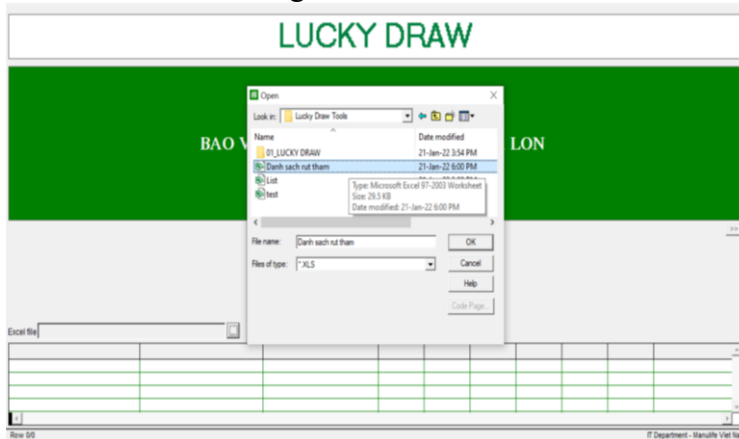 LUCKY DRAW
BAO V
LON
Open
Look in: Lucky Draw Tools
Name Date modified
01_LUCKY DRAW 21-Jan-22 3:54 PM
Danh sach rut tham 21-Jan-22 6:00 PM
List
test
Type: Microsoft Excel 97-2003 Worksheet
Size: 29.5 KB
Date modified: 21-Jan-22 6:00 PM
File name: Danh sach rut tham OK
Files of type: *.XLS Cancel
Help
Code Page...
>>
Excel file
Row 0/0 IT Department - Manulife Viet Na